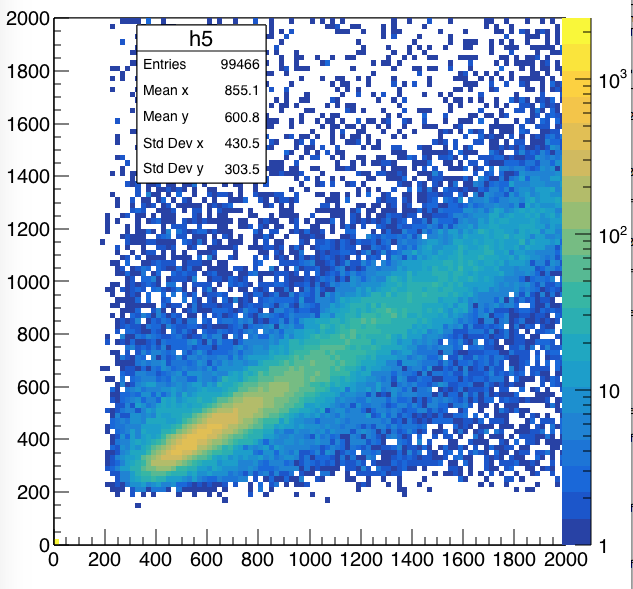 h5
Entries 99466
Mean x 855.1
Mean y 600.8
Std Dev x 430.5
Std Dev y 303.5
2000
1800
1600
1400
1200
1000
800
600
400
200
0
0 200 400 600 800 1000 1200 1400 1600 1800 2000
10³
10²
10
1